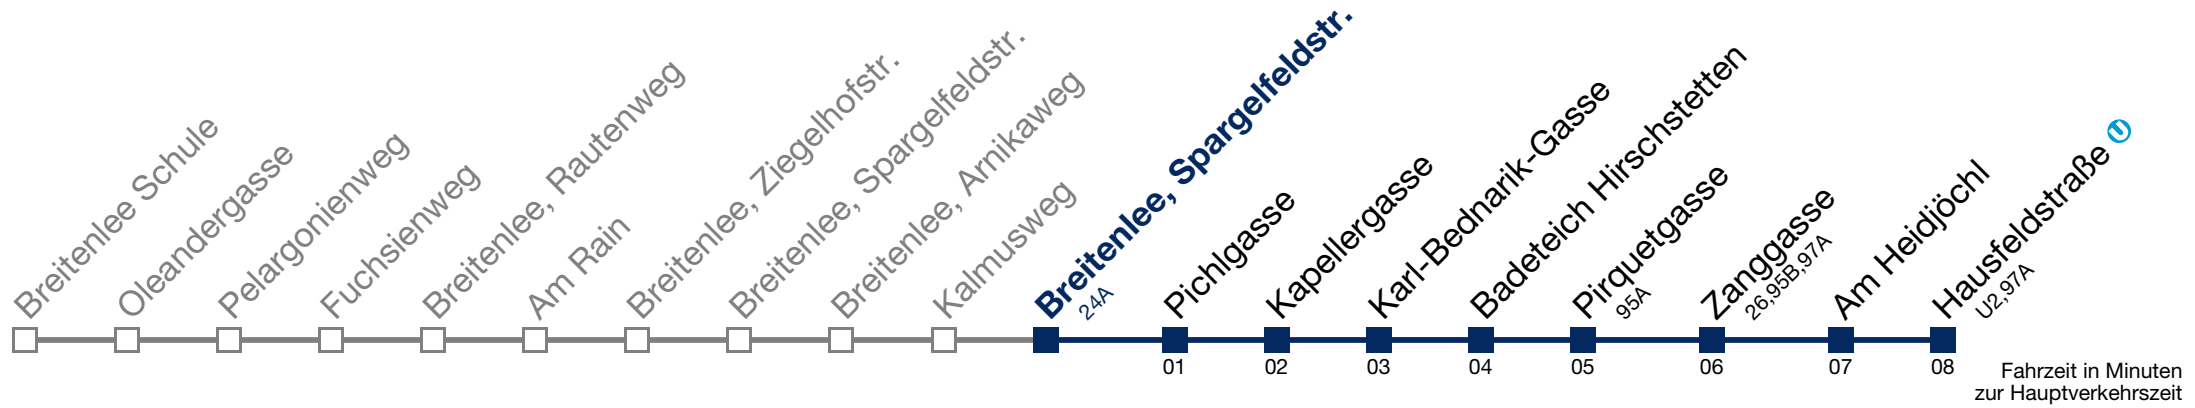 Breitenlee Schule
Oleandergasse
Pelargonienweg
Fuchsienweg
Breitenlee, Rautenweg
Am Rain
Breitenlee, Ziegelhofstr.
Breitenlee, Spargelfeldstr.
Breitenlee, Arnikaweg
Kalmusweg
Breitenlee, Spargelfeldstr.
24A
Pichlgasse
Kapellergasse
Karl-Bednarik-Gasse
Badeteich Hirschstetten
Pirquetgasse
95A
Zanggasse
26,95B,97A
Am Heidjöchl
Hausfeldstraße
U2,97A
01 02 03 04 05 06 07 08
Fahrzeit in Minuten
zur Hauptverkehrszeit